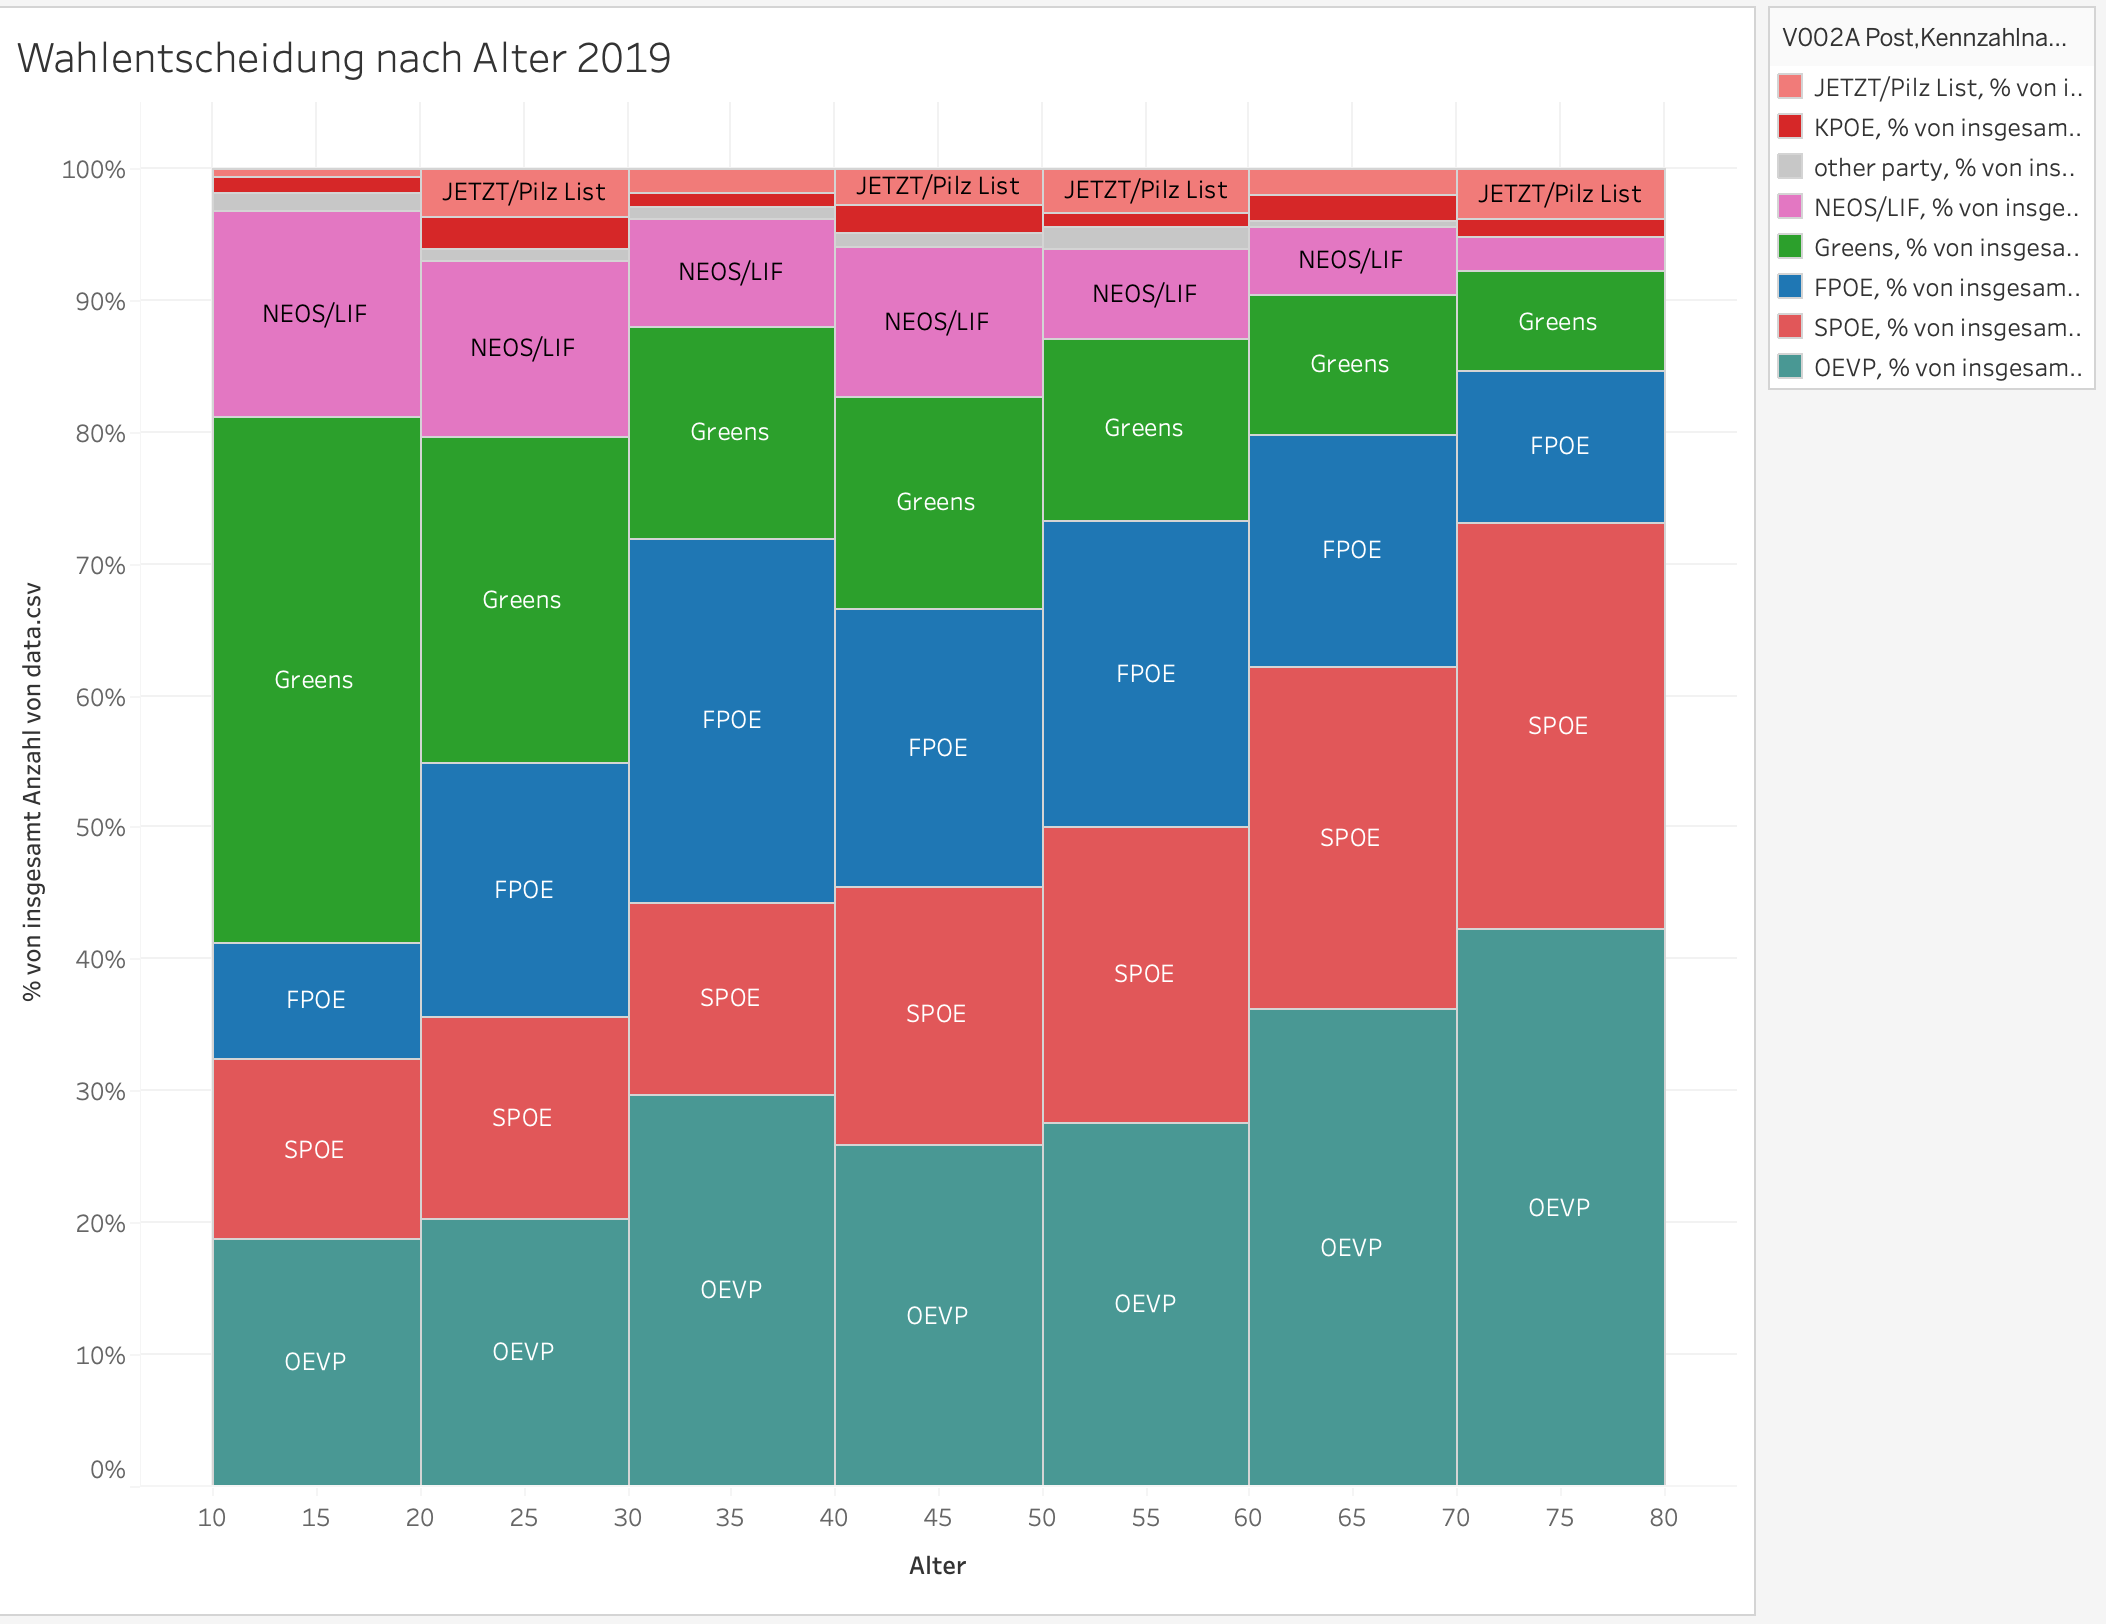 Wahlentscheidung nach Alter 2019
V002A Post,Kennzahlna...
JETZT/Pilz List, % von i..
KPOE, % von insgesam..
other party, % von ins..
NEOS/LIF, % von insge..
Greens, % von insgesa..
FPOE, % von insgesam..
SPOE, % von insgesam..
OEVP, % von insgesam..
% von insgesamt Anzahl von data.csv
100%
90%
80%
70%
60%
50%
40%
30%
20%
10%
0%
NEOS/LIF
Greens
FPOE
SPOE
OEVP
JETZT/Pilz List
NEOS/LIF
Greens
FPOE
SPOE
OEVP
NEOS/LIF
Greens
FPOE
SPOE
OEVP
JETZT/Pilz List
NEOS/LIF
Greens
FPOE
SPOE
OEVP
JETZT/Pilz List
NEOS/LIF
Greens
FPOE
SPOE
OEVP
NEOS/LIF
Greens
FPOE
SPOE
OEVP
JETZT/Pilz List
Greens
FPOE
SPOE
OEVP
10 15 20 25 30 35 40 45 50 55 60 65 70 75 80
Alter